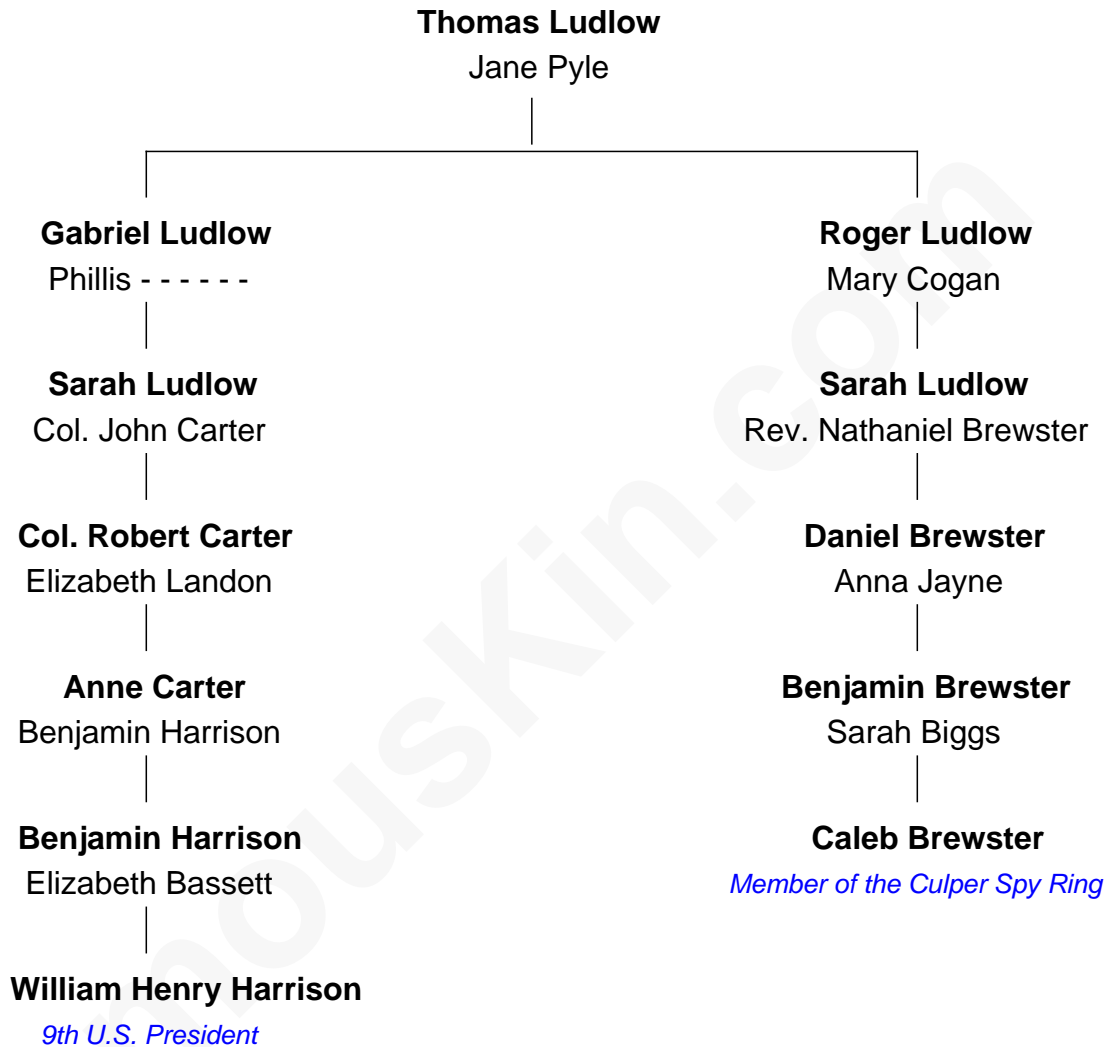 Thomas Ludlow
Jane Pyle
Gabriel Ludlow
Phillis - - - - - -
Roger Ludlow
Mary Cogan
Sarah Ludlow
Col. John Carter
Sarah Ludlow
Rev. Nathaniel Brewster
Col. Robert Carter
Elizabeth Landon
Daniel Brewster
Anna Jayne
Anne Carter
Benjamin Harrison
Benjamin Brewster
Sarah Biggs
Benjamin Harrison
Elizabeth Bassett
Caleb Brewster
Member of the Culper Spy Ring
William Henry Harrison
9th U.S. President
mousKin.com